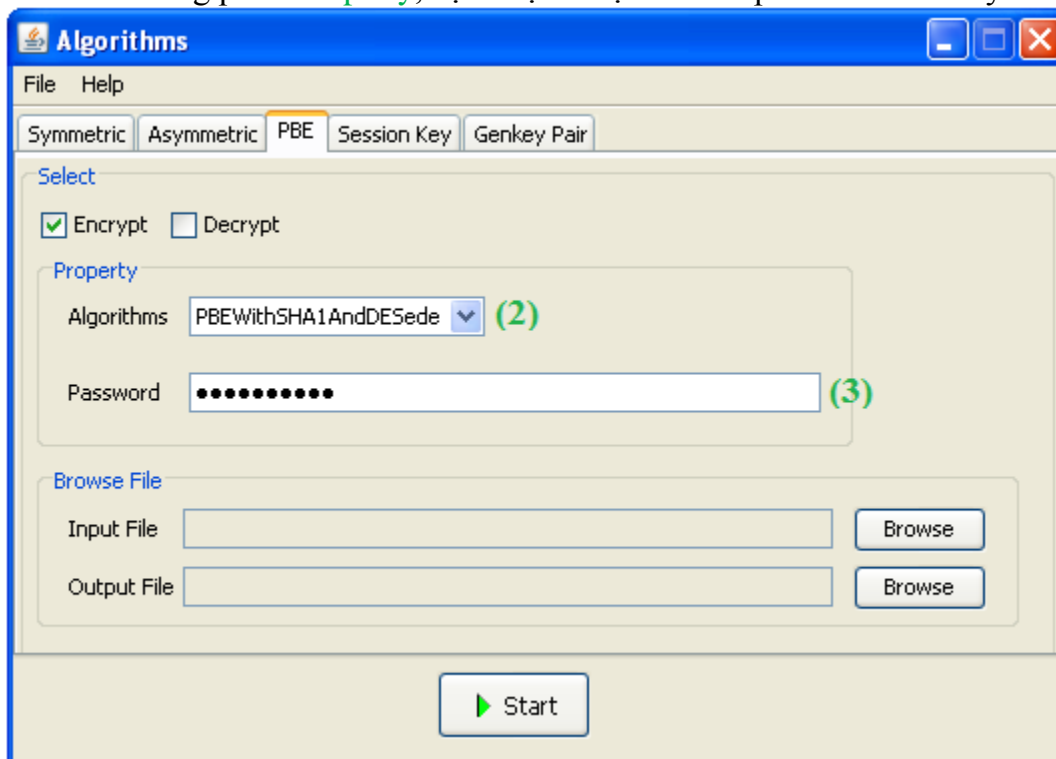 Algorithms
File Help
Symmetric Asymmetric PBE Session Key Genkey Pair
Select
Encrypt Decrypt
Property
Algorithms PBEWithSHA1AndDESede (2)
Password •••••••••• (3)
Browse File
Input File Browse
Output File Browse
Start